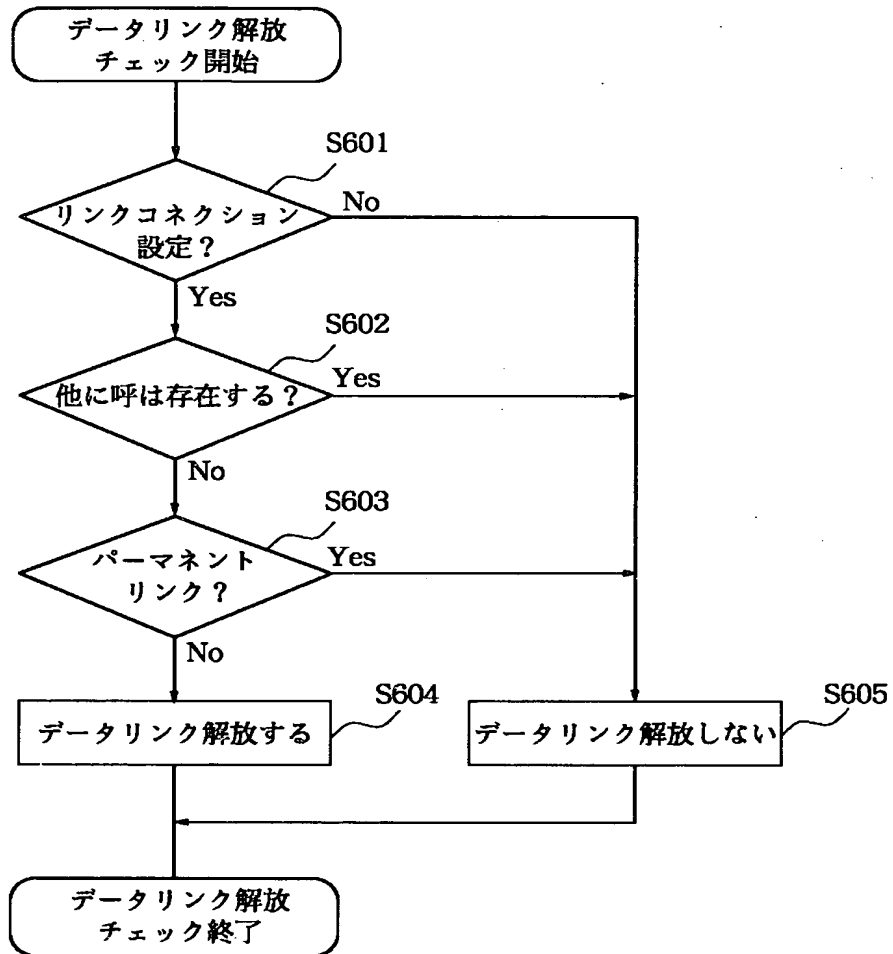 データリンク解放
チェック開始
S601
リンクコネクション
設定？
No
Yes
S602
他に呼は存在する？
Yes
No
S603
パーマネント
リンク？
Yes
No
S604
データリンク解放する
S605
データリンク解放しない
データリンク解放
チェック終了